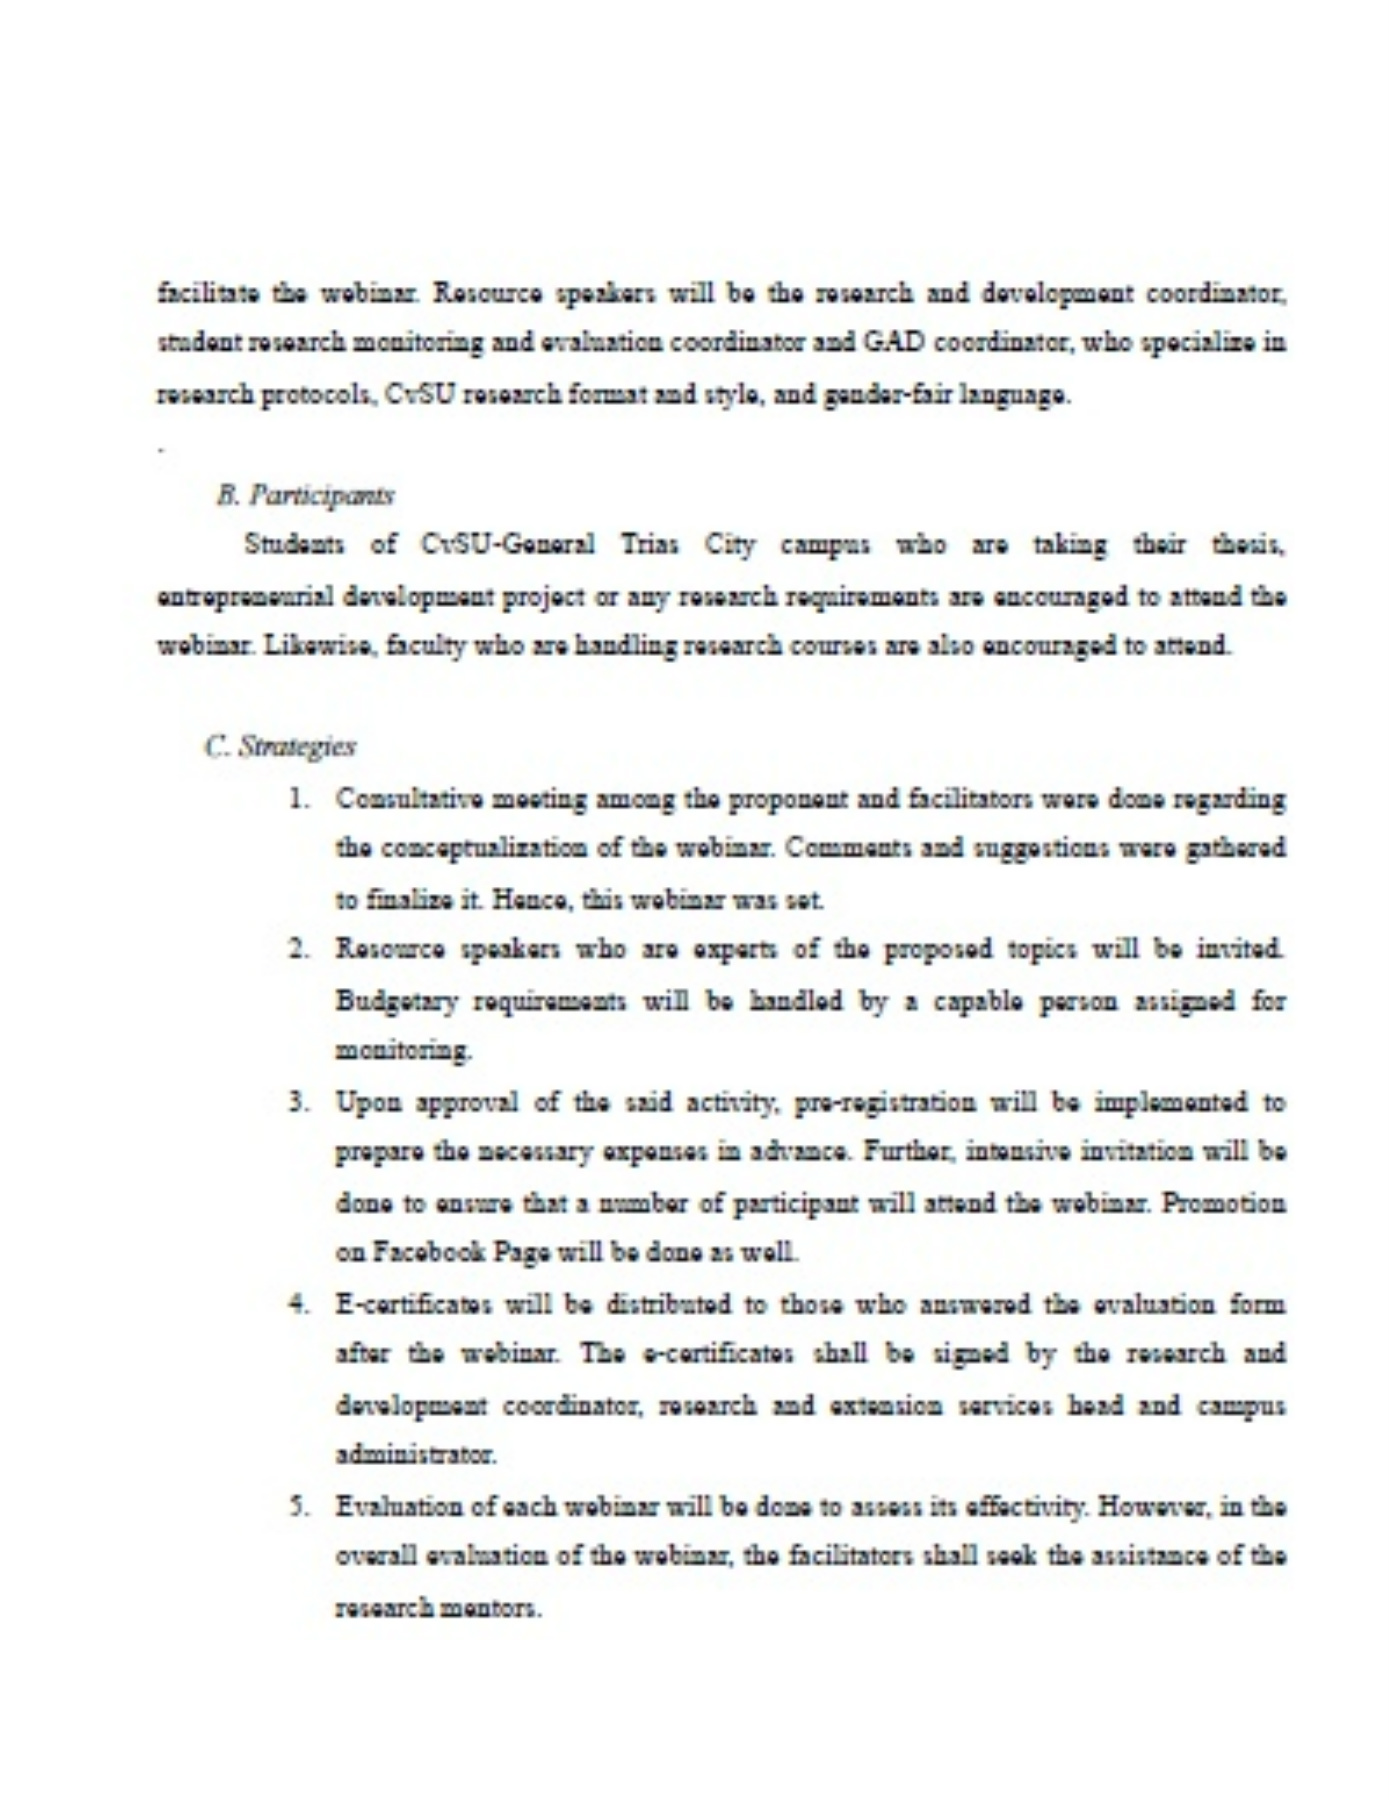 facilitate the webinar. Resource speakers will be the research and development coordinator,
student research monitoring and evaluation coordinator and GAD coordinator, who specialize in
research protocols, CvSU research format and style, and gender-fair language.
.
B. Participants
Students of CvSU-General Trias City campus who are taking their thesis,
entrepreneurial development project or any research requirements are encouraged to attend the
webinar. Likewise, faculty who are handling research courses are also encouraged to attend.
C. Strategies
1. Consultative meeting among the proponent and facilitators were done regarding
the conceptualization of the webinar. Comments and suggestions were gathered
to finalize it. Hence, this webinar was set.
2. Resource speakers who are experts of the proposed topics will be invited.
Budgetary requirements will be handled by a capable person assigned for
monitoring.
3. Upon approval of the said activity, pre-registration will be implemented to
prepare the necessary expenses in advance. Further, intensive invitation will be
done to ensure that a number of participant will attend the webinar. Promotion
on Facebook Page will be done as well.
4. E-certificates will be distributed to those who answered the evaluation form
after the webinar. The e-certificates shall be signed by the research and
development coordinator, research and extension services head and campus
administrator.
5. Evaluation of each webinar will be done to assess its effectivity. However, in the
overall evaluation of the webinar, the facilitators shall seek the assistance of the
research mentors.